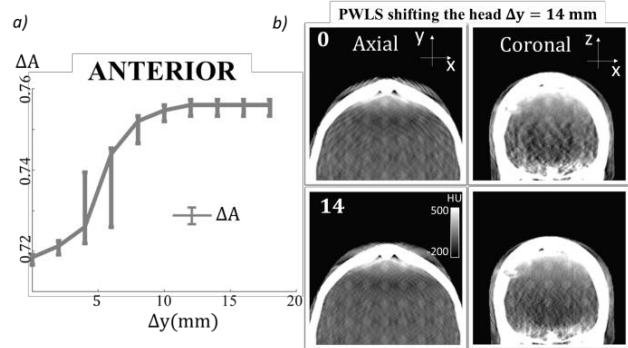 a)
ΔA
ANTERIOR
0.76
0.74
0.72
ΔA
5
10
15
20
Δy(mm)
b)
PWLS shifting the head Δy = 14 mm
0
Axial
y
x
Coronal
z
x
14
HU
500
-200